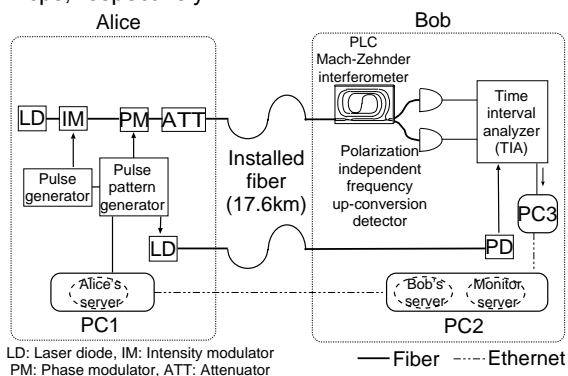 Alice
Bob
PLC
Mach-Zehnder
interferometer
LD
IM
PM
ATT
Time
interval
analyzer
(TIA)
Installed
fiber
(17.6km)
Polarization
independent
frequency
up-conversion
detector
Pulse
generator
Pulse
pattern
generator
LD
PD
PC3
Alice's
server
Bob's
server
Monitor
server
PC1
PC2
LD: Laser diode, IM: Intensity modulator
PM: Phase modulator, ATT: Attenuator
Fiber
Ethernet